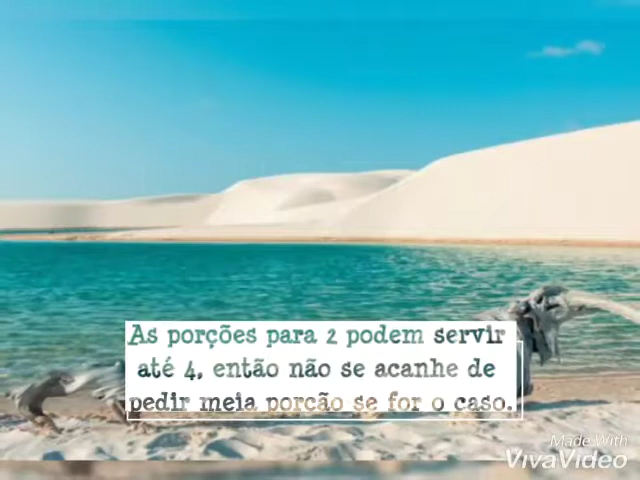 As porções para 2 podem servir
até 4, então não se acanhe de
pedir meia porção se for o caso.
Made With
VivaVideo